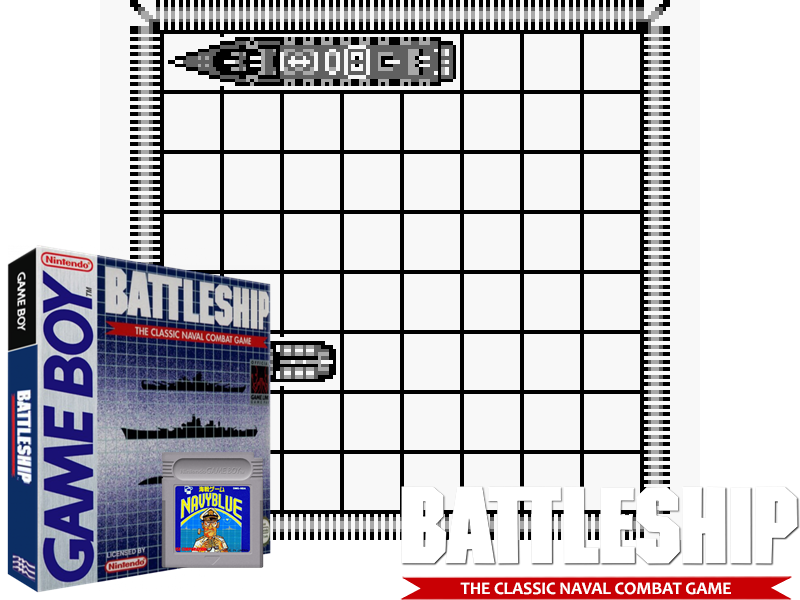 Nintendo
GAME BOY
GAME BOY
TM
BATTLESHIP
THE CLASSIC NAVAL COMBAT GAME
BATTLESHIP
海戦ゲーム
NAVYBLUE
LICENSED BY
Nintendo
BATTLESHIP
THE CLASSIC NAVAL COMBAT GAME